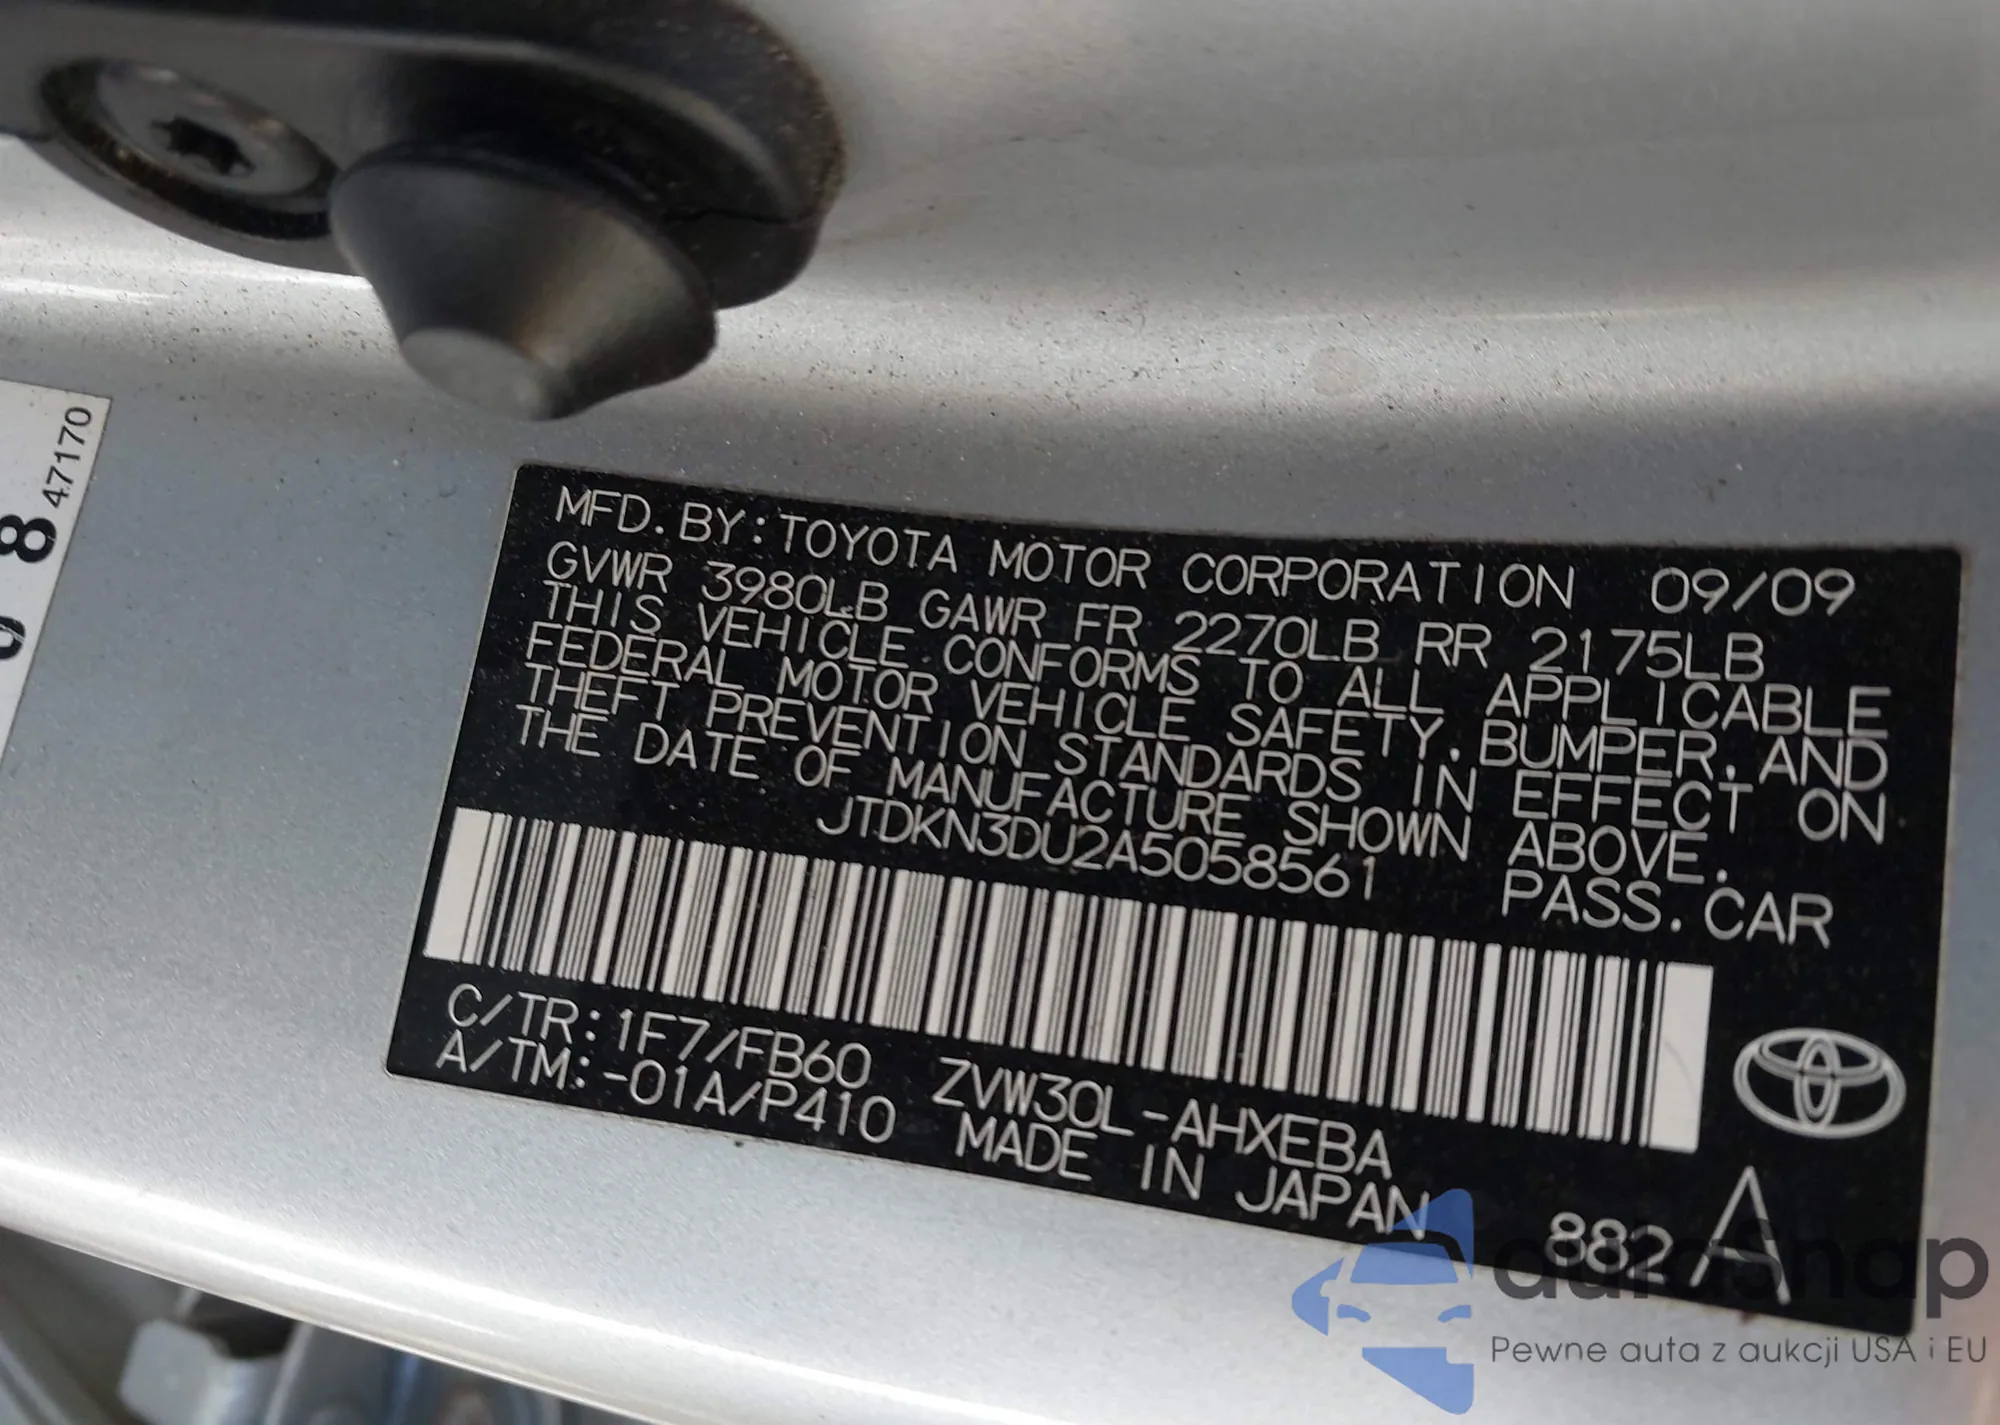 47170
8
MFD. BY: TOYOTA MOTOR CORPORATION 09/09
GVWR 3980LB GAWR FR 2270LB RR 2175LB
THIS VEHICLE CONFORMS TO ALL APPLICABLE
FEDERAL MOTOR VEHICLE SAFETY, BUMPER, AND
THEFT PREVENTION STANDARDS IN EFFECT ON
THE DATE OF MANUFACTURE SHOWN ABOVE.
JTDKN3DU2A5058561 PASS. CAR
C/TR: 1F7/FB60 ZVW30L-AHXEBA
A/TM: -01A/P410 MADE IN JAPAN
882 A
autosnap
Pewne auta z aukcji USA i EU